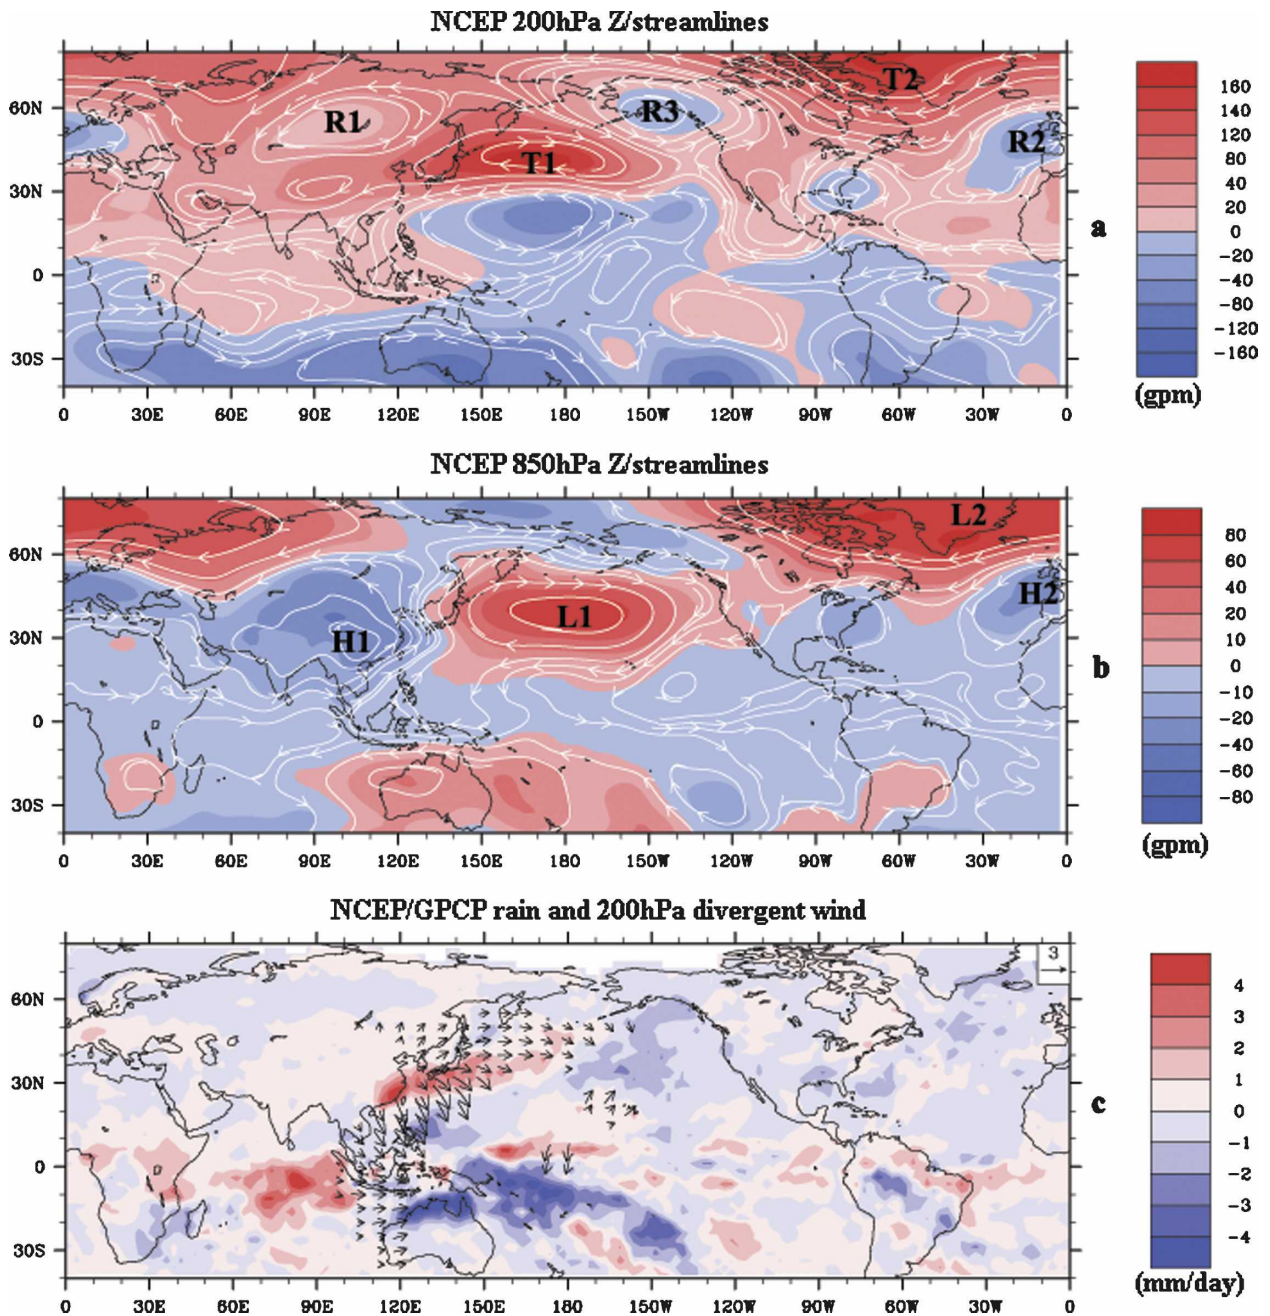 NCEP 200hPa Z/streamlines
60N
30N
0
30S
R1
T1
R3
T2
R2
0 30E 60E 90E 120E 150E 180 150W 120W 90W 60W 30W 0
160
140
120
80
40
20
0
-20
-40
-80
-120
-160
(gpm)
a
NCEP 850hPa Z/streamlines
60N
30N
0
30S
H1
L1
L2
H2
0 30E 60E 90E 120E 150E 180 150W 120W 90W 60W 30W 0
80
60
40
20
10
0
-10
-20
-40
-60
-80
(gpm)
b
NCEP/GPCP rain and 200hPa divergent wind
3
60N
30N
0
30S
0 30E 60E 90E 120E 150E 180 150W 120W 90W 60W 30W 0
4
3
2
1
0
-1
-2
-3
-4
(mm/day)
c